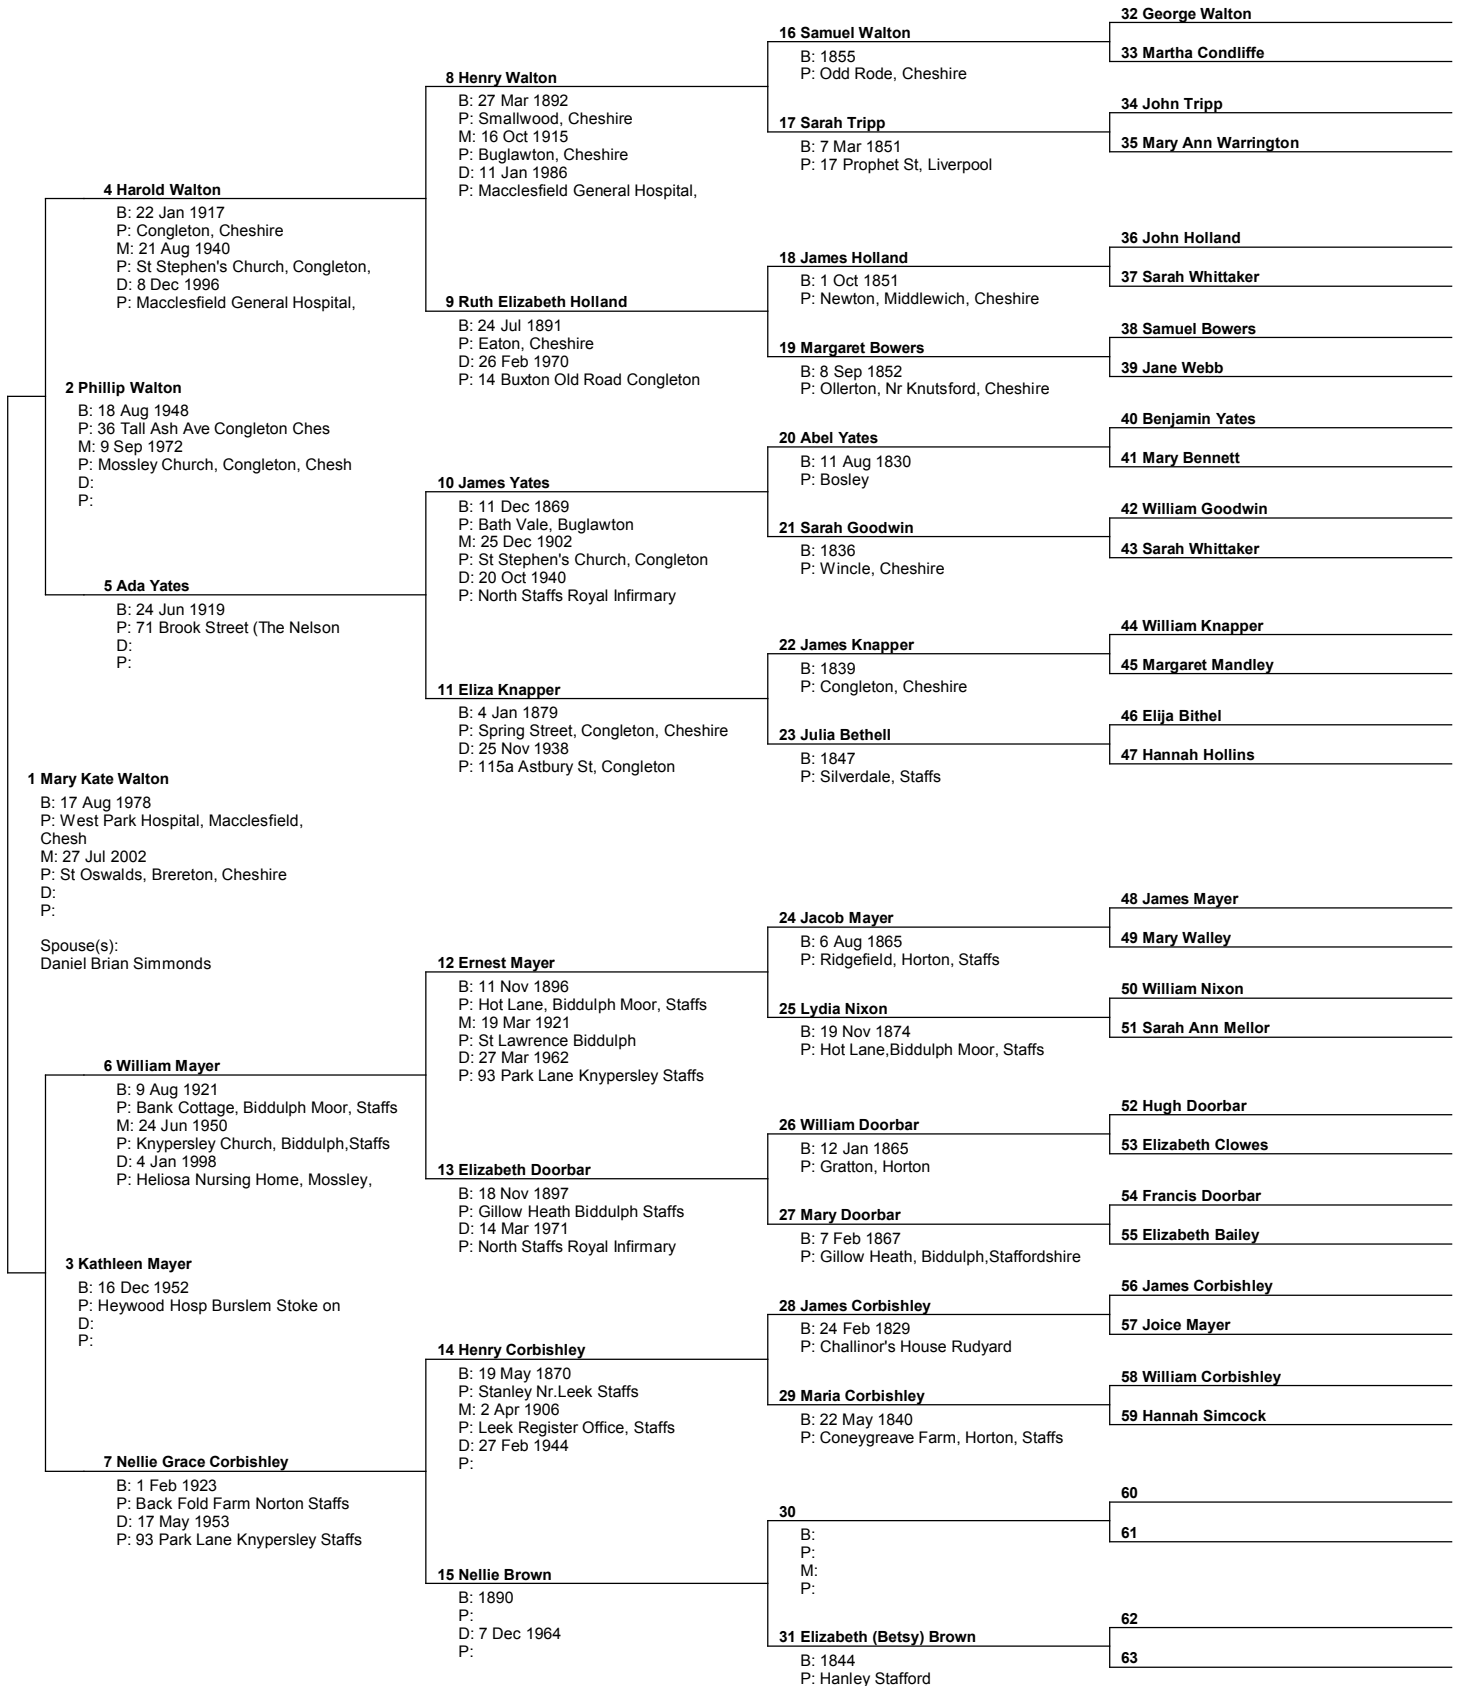 32 George Walton
16 Samuel Walton
B: 1855
P: Odd Rode, Cheshire
33 Martha Condliffe
8 Henry Walton
B: 27 Mar 1892
P: Smallwood, Cheshire
M: 16 Oct 1915
P: Buglawton, Cheshire
D: 11 Jan 1986
P: Macclesfield General Hospital,
34 John Tripp
17 Sarah Tripp
B: 7 Mar 1851
P: 17 Prophet St, Liverpool
35 Mary Ann Warrington
4 Harold Walton
B: 22 Jan 1917
P: Congleton, Cheshire
M: 21 Aug 1940
P: St Stephen's Church, Congleton,
D: 8 Dec 1996
P: Macclesfield General Hospital,
36 John Holland
18 James Holland
B: 1 Oct 1851
P: Newton, Middlewich, Cheshire
37 Sarah Whittaker
9 Ruth Elizabeth Holland
B: 24 Jul 1891
P: Eaton, Cheshire
D: 26 Feb 1970
P: 14 Buxton Old Road Congleton
38 Samuel Bowers
19 Margaret Bowers
B: 8 Sep 1852
P: Ollerton, Nr Knutsford, Cheshire
39 Jane Webb
2 Phillip Walton
B: 18 Aug 1948
P: 36 Tall Ash Ave Congleton Ches
M: 9 Sep 1972
P: Mossley Church, Congleton, Chesh
D:
P:
40 Benjamin Yates
20 Abel Yates
B: 11 Aug 1830
P: Bosley
41 Mary Bennett
10 James Yates
B: 11 Dec 1869
P: Bath Vale, Buglawton
M: 25 Dec 1902
P: St Stephen's Church, Congleton
D: 20 Oct 1940
P: North Staffs Royal Infirmary
42 William Goodwin
21 Sarah Goodwin
B: 1836
P: Wincle, Cheshire
43 Sarah Whittaker
5 Ada Yates
B: 24 Jun 1919
P: 71 Brook Street (The Nelson
D:
P:
44 William Knapper
22 James Knapper
B: 1839
P: Congleton, Cheshire
45 Margaret Mandley
11 Eliza Knapper
B: 4 Jan 1879
P: Spring Street, Congleton, Cheshire
D: 25 Nov 1938
P: 115a Astbury St, Congleton
46 Elija Bithel
23 Julia Bethell
B: 1847
P: Silverdale, Staffs
47 Hannah Hollins
1 Mary Kate Walton
B: 17 Aug 1978
P: West Park Hospital, Macclesfield,
Chesh
M: 27 Jul 2002
P: St Oswalds, Brereton, Cheshire
D:
P:
Spouse(s):
Daniel Brian Simmonds
48 James Mayer
24 Jacob Mayer
B: 6 Aug 1865
P: Ridgefield, Horton, Staffs
49 Mary Walley
12 Ernest Mayer
B: 11 Nov 1896
P: Hot Lane, Biddulph Moor, Staffs
M: 19 Mar 1921
P: St Lawrence Biddulph
D: 27 Mar 1962
P: 93 Park Lane Knypersley Staffs
50 William Nixon
25 Lydia Nixon
B: 19 Nov 1874
P: Hot Lane,Biddulph Moor, Staffs
51 Sarah Ann Mellor
6 William Mayer
B: 9 Aug 1921
P: Bank Cottage, Biddulph Moor, Staffs
M: 24 Jun 1950
P: Knypersley Church, Biddulph,Staffs
D: 4 Jan 1998
P: Heliosa Nursing Home, Mossley,
52 Hugh Doorbar
26 William Doorbar
B: 12 Jan 1865
P: Gratton, Horton
53 Elizabeth Clowes
13 Elizabeth Doorbar
B: 18 Nov 1897
P: Gillow Heath Biddulph Staffs
D: 14 Mar 1971
P: North Staffs Royal Infirmary
54 Francis Doorbar
27 Mary Doorbar
B: 7 Feb 1867
P: Gillow Heath, Biddulph,Staffordshire
55 Elizabeth Bailey
3 Kathleen Mayer
B: 16 Dec 1952
P: Heywood Hosp Burslem Stoke on
D:
P:
56 James Corbishley
28 James Corbishley
B: 24 Feb 1829
P: Challinor's House Rudyard
57 Joice Mayer
14 Henry Corbishley
B: 19 May 1870
P: Stanley Nr.Leek Staffs
M: 2 Apr 1906
P: Leek Register Office, Staffs
D: 27 Feb 1944
P:
58 William Corbishley
29 Maria Corbishley
B: 22 May 1840
P: Coneygreave Farm, Horton, Staffs
59 Hannah Simcock
7 Nellie Grace Corbishley
B: 1 Feb 1923
P: Back Fold Farm Norton Staffs
D: 17 May 1953
P: 93 Park Lane Knypersley Staffs
60
30
B:
P:
M:
P:
61
15 Nellie Brown
B: 1890
P:
D: 7 Dec 1964
P:
62
31 Elizabeth (Betsy) Brown
B: 1844
P: Hanley Stafford
63